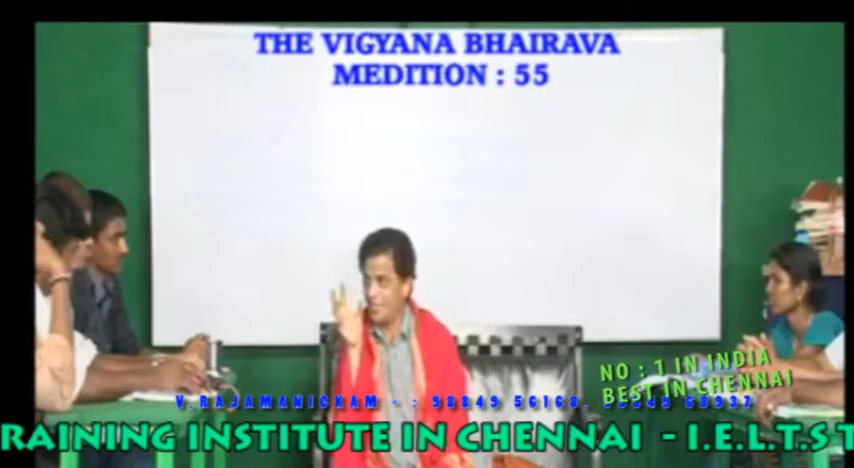 THE VIGYANA BHAIRAVA
MEDITION : 55
NO : 1 IN INDIA
BEST IN CHENNAI
V.RAJAMANICKAM - : 98849 56168,
RAINING INSTITUTE IN CHENNAI - I.E.L.T.S T